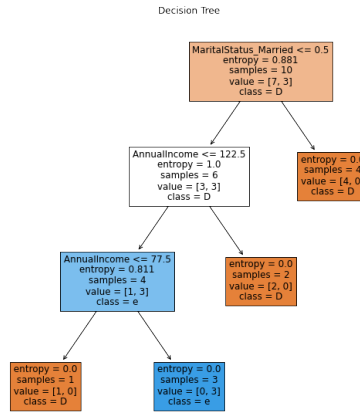 Decision Tree
MaritalStatus_Married <= 0.5
entropy = 0.881
samples = 10
value = [7, 3]
class = D
AnnualIncome <= 122.5
entropy = 1.0
samples = 6
value = [3, 3]
class = D
entropy = 0.0
samples = 4
value = [4, 0]
class = D
AnnualIncome <= 77.5
entropy = 0.811
samples = 4
value = [1, 3]
class = e
entropy = 0.0
samples = 2
value = [2, 0]
class = D
entropy = 0.0
samples = 1
value = [1, 0]
class = D
entropy = 0.0
samples = 3
value = [0, 3]
class = e